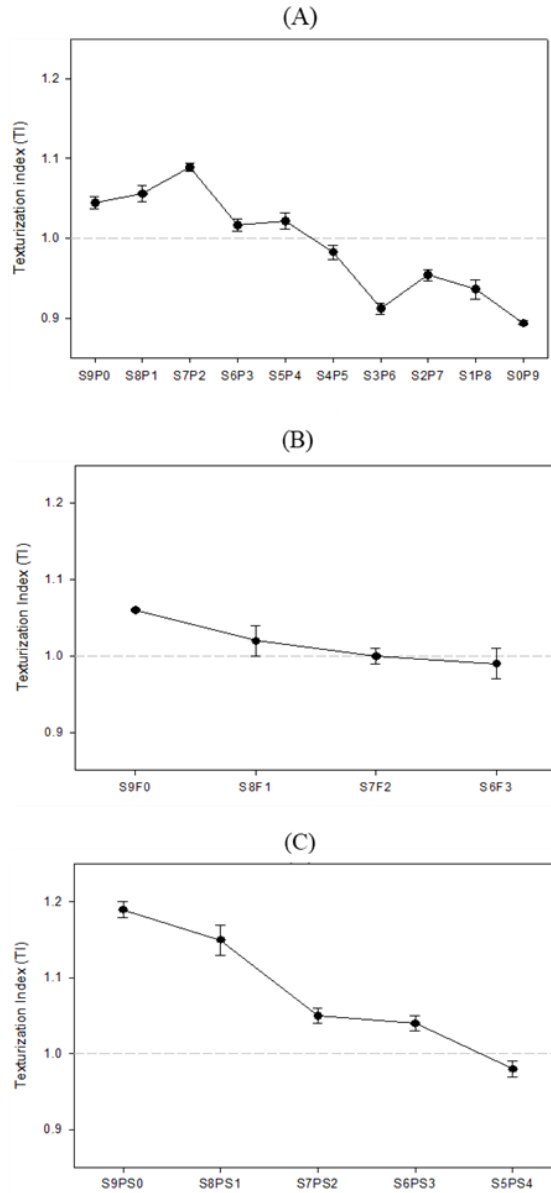 (A)
Texturization index (TI)
1.2
1.1
1.0
0.9
S9P0 S8P1 S7P2 S6P3 S5P4 S4P5 S3P6 S2P7 S1P8 S0P9
(B)
Texturization Index (TI)
1.2
1.1
1.0
0.9
S9F0 S8F1 S7F2 S6F3
(C)
Texturization Index (TI)
1.2
1.1
1.0
0.9
S9PS0 S8PS1 S7PS2 S6PS3 S5PS4